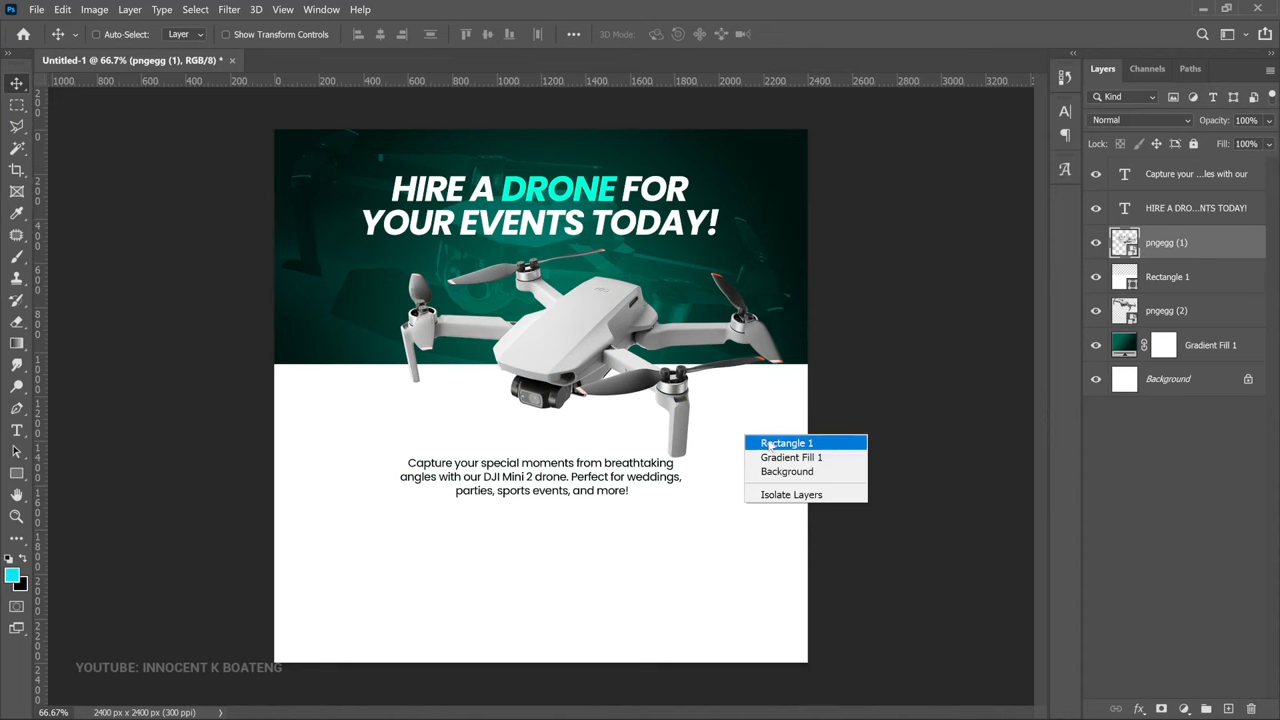 Ps File Edit Image Layer Type Select Filter 3D View Window Help
Auto-Select: Layer Show Transform Controls 3D Mode:
Untitled-1 @ 66.7% (pngegg (1), RGB/8) *
1000 800 600 400 200 0 200 400 600 800 1000 1200 1400 1600 1800 2000 2200 2400 2600 2800 3000 3200
HIRE A DRONE FOR
YOUR EVENTS TODAY!
Capture your special moments from breathtaking
angles with our DJI Mini 2 drone. Perfect for weddings,
parties, sports events, and more!
Rectangle 1
Gradient Fill 1
Background
Isolate Layers
YOUTUBE: INNOCENT K BOATENG
66.67% 2400 px x 2400 px (300 ppi)
Layers Channels Paths
Kind
Normal Opacity: 100%
Lock: Fill: 100%
Capture your ...les with our
HIRE A DRO...NTS TODAY!
pngegg (1)
Rectangle 1
pngegg (2)
Gradient Fill 1
Background